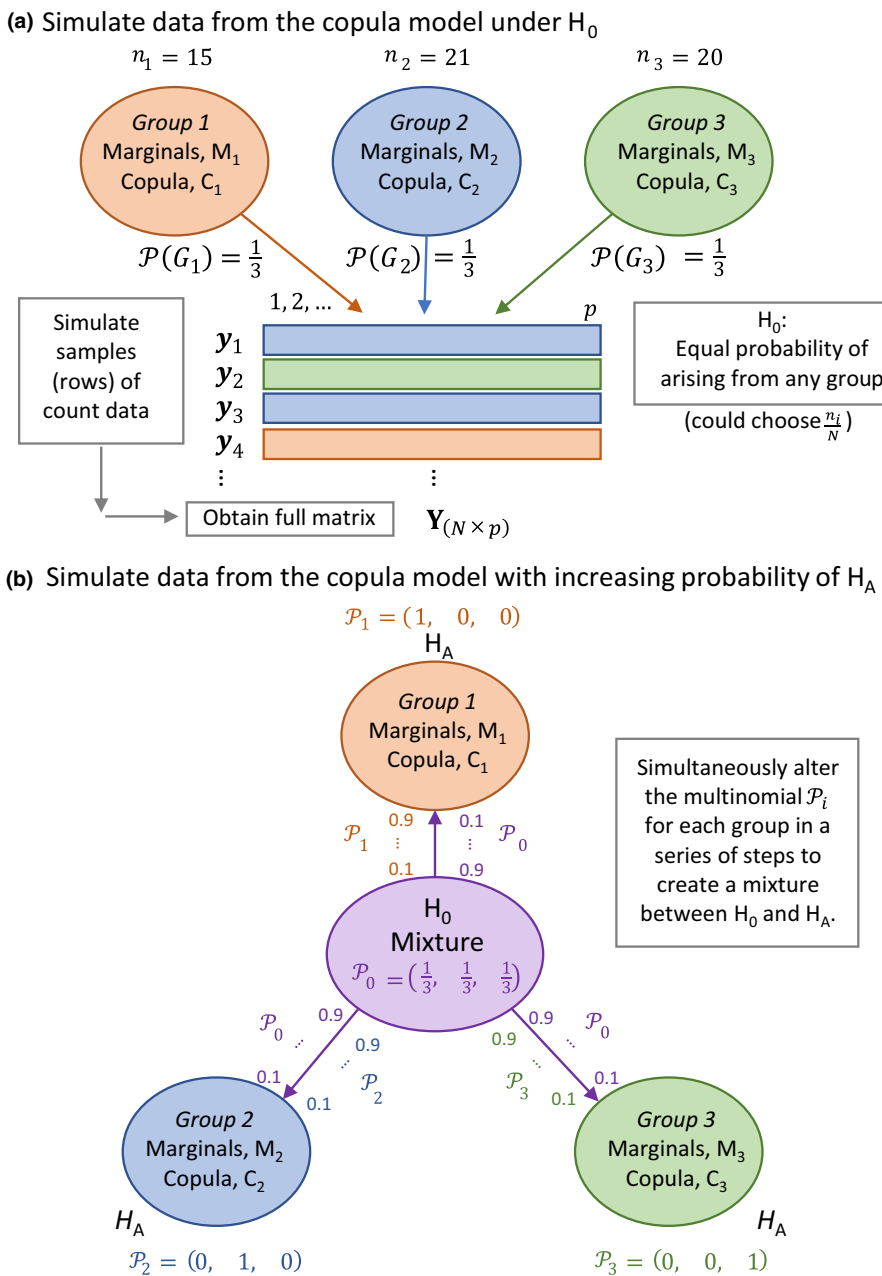 (a) Simulate data from the copula model under H₀
n₁ = 15
n₂ = 21
n₃ = 20
Group 1
Marginals, M₁
Copula, C₁
Group 2
Marginals, M₂
Copula, C₂
Group 3
Marginals, M₃
Copula, C₃
𝒫(G₁) = 1/3
𝒫(G₂) = 1/3
𝒫(G₃) = 1/3
Simulate
samples
(rows) of
count data
1, 2, ...
p
y₁
y₂
y₃
y₄
⋮
⋮
H₀:
Equal probability of
arising from any group
(could choose nᵢ/N)
Obtain full matrix
Y(N × p)
(b) Simulate data from the copula model with increasing probability of H_A
𝒫₁ = (1, 0, 0)
H_A
Group 1
Marginals, M₁
Copula, C₁
𝒫₁
0.9
⋮
0.1
0.1
⋮
0.9
𝒫₀
Simultaneously alter
the multinomial 𝒫ᵢ
for each group in a
series of steps to
create a mixture
between H₀ and H_A.
H₀
Mixture
𝒫₀ = (1/3, 1/3, 1/3)
𝒫₀
0.9
...
0.1
0.9
...
0.1
𝒫₂
0.9
...
0.1
𝒫₀
0.9
...
0.1
𝒫₃
Group 2
Marginals, M₂
Copula, C₂
H_A
𝒫₂ = (0, 1, 0)
Group 3
Marginals, M₃
Copula, C₃
H_A
𝒫₃ = (0, 0, 1)